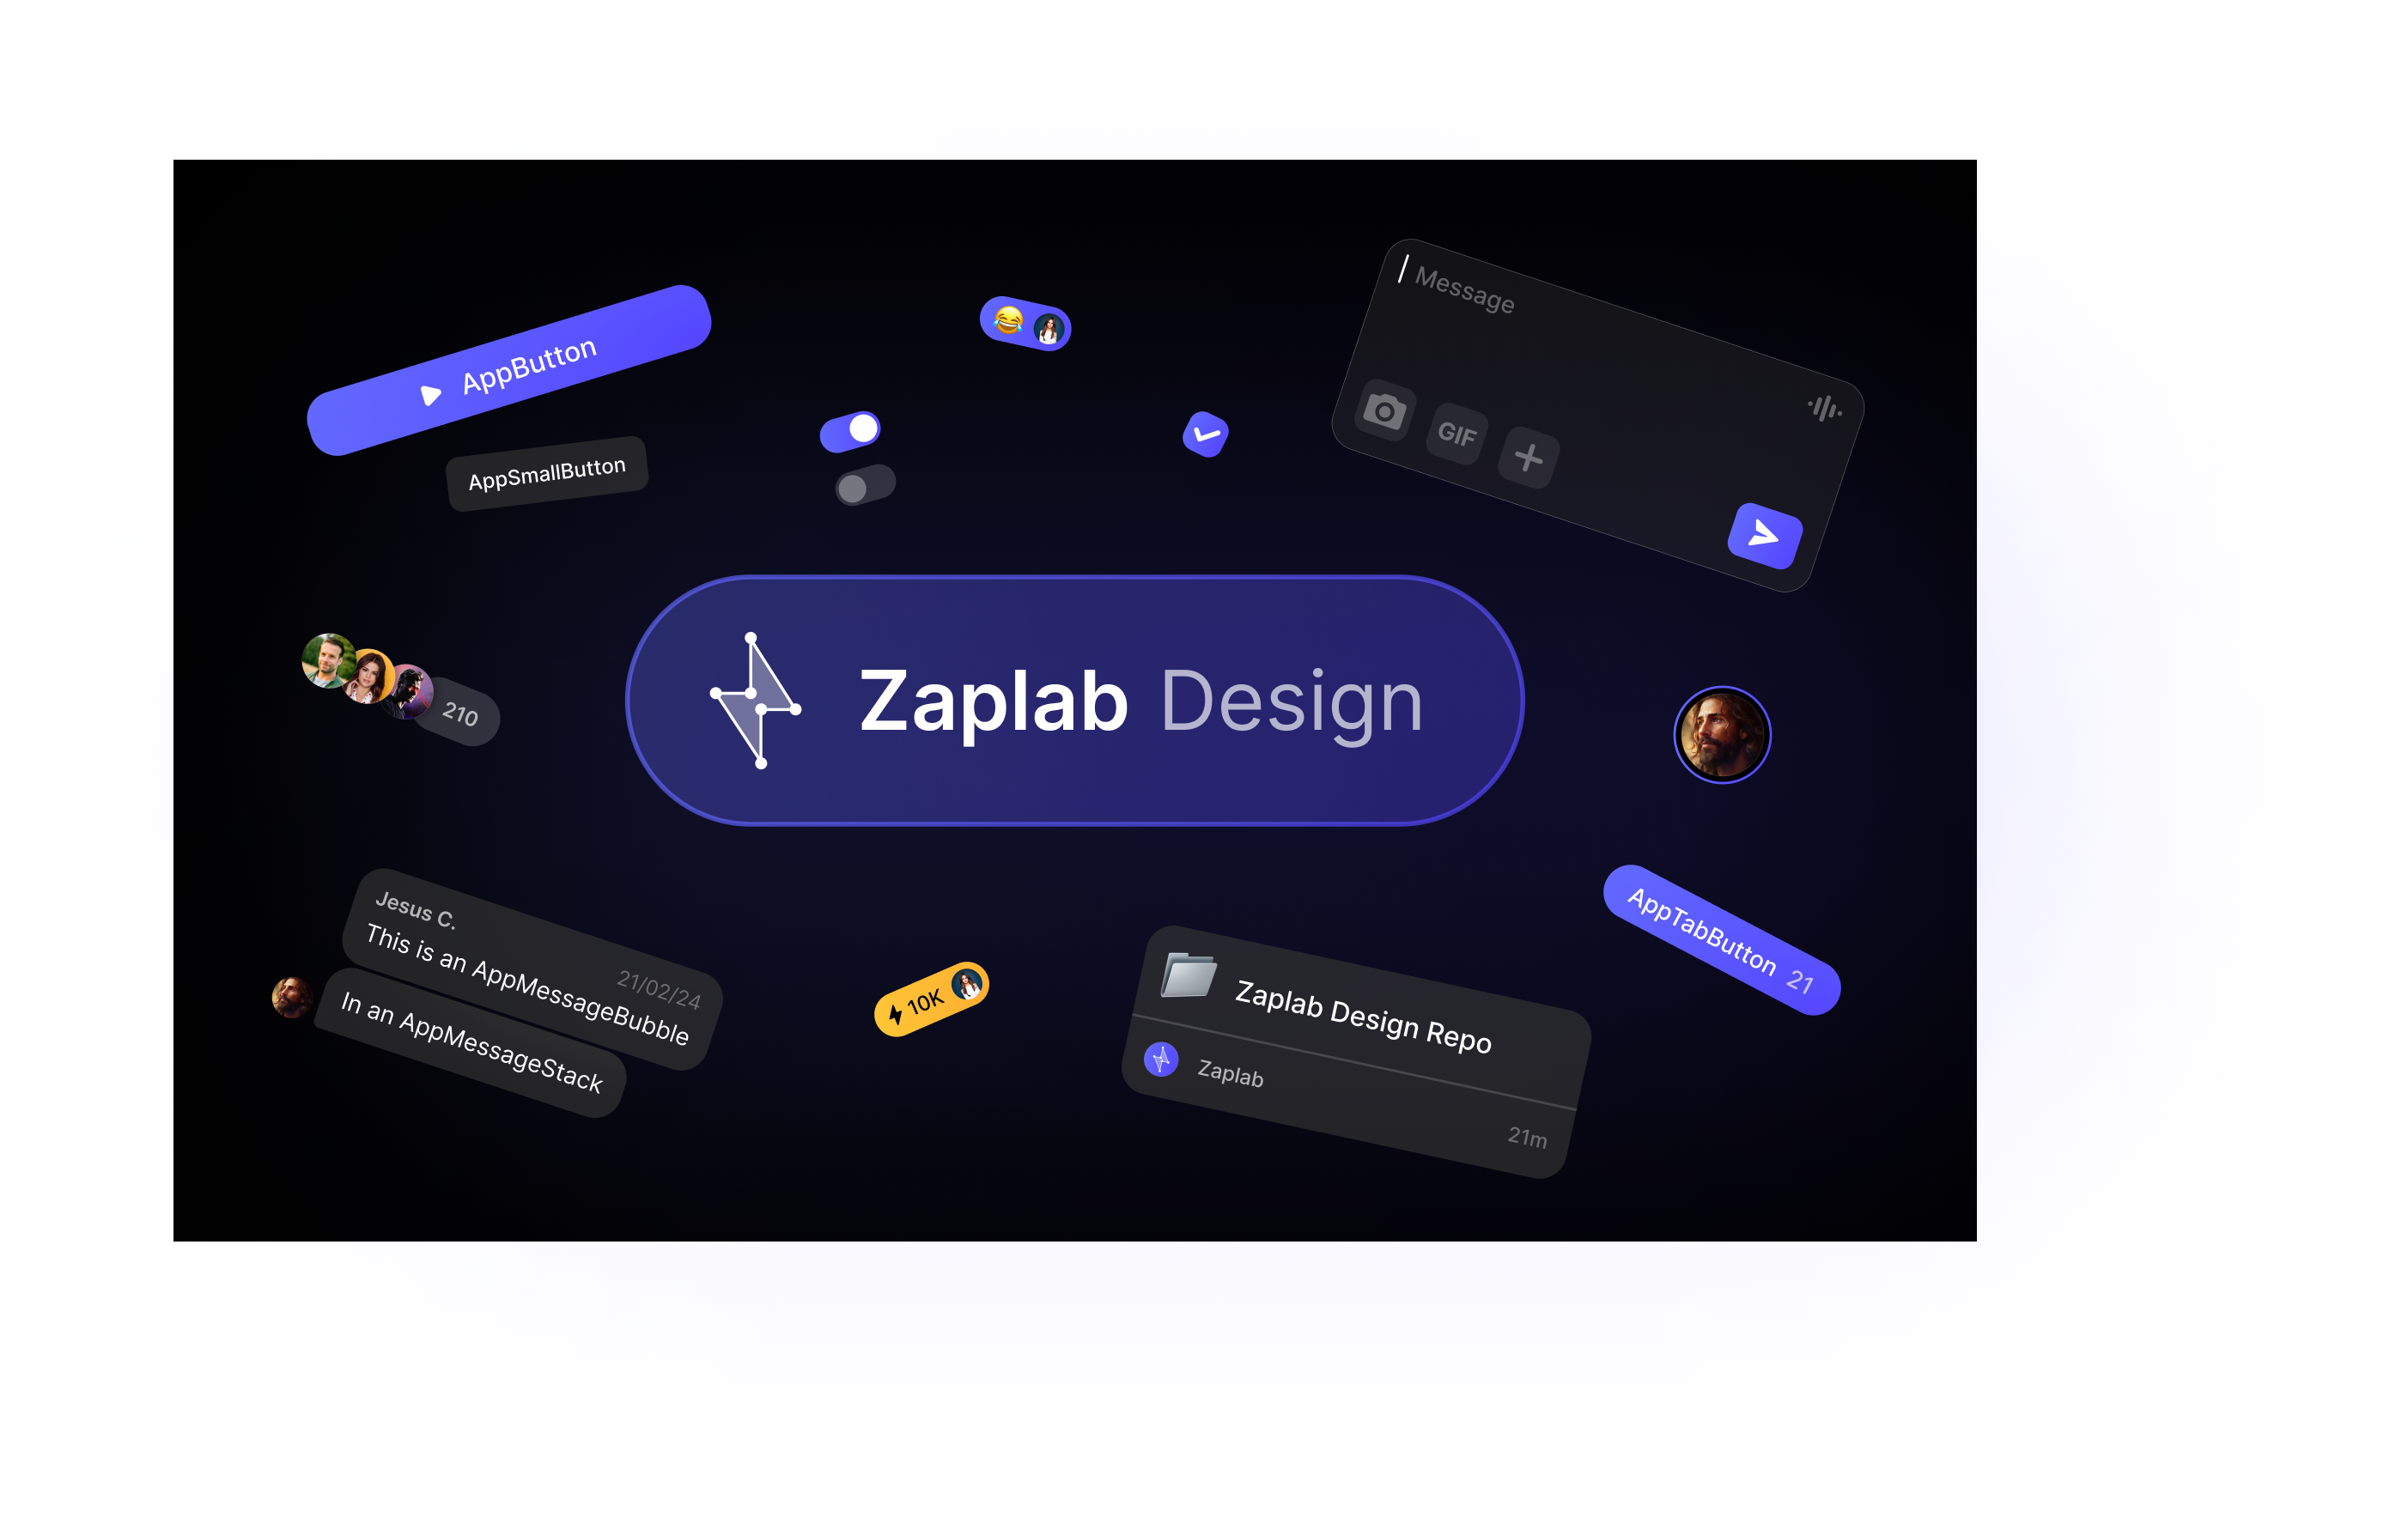 Message
AppButton
AppSmallButton
GIF
Zaplab Design
210
Jesus C.
21/02/24
This is an AppMessageBubble
In an AppMessageStack
10K
AppTabButton 21
Zaplab Design Repo
Zaplab
21m